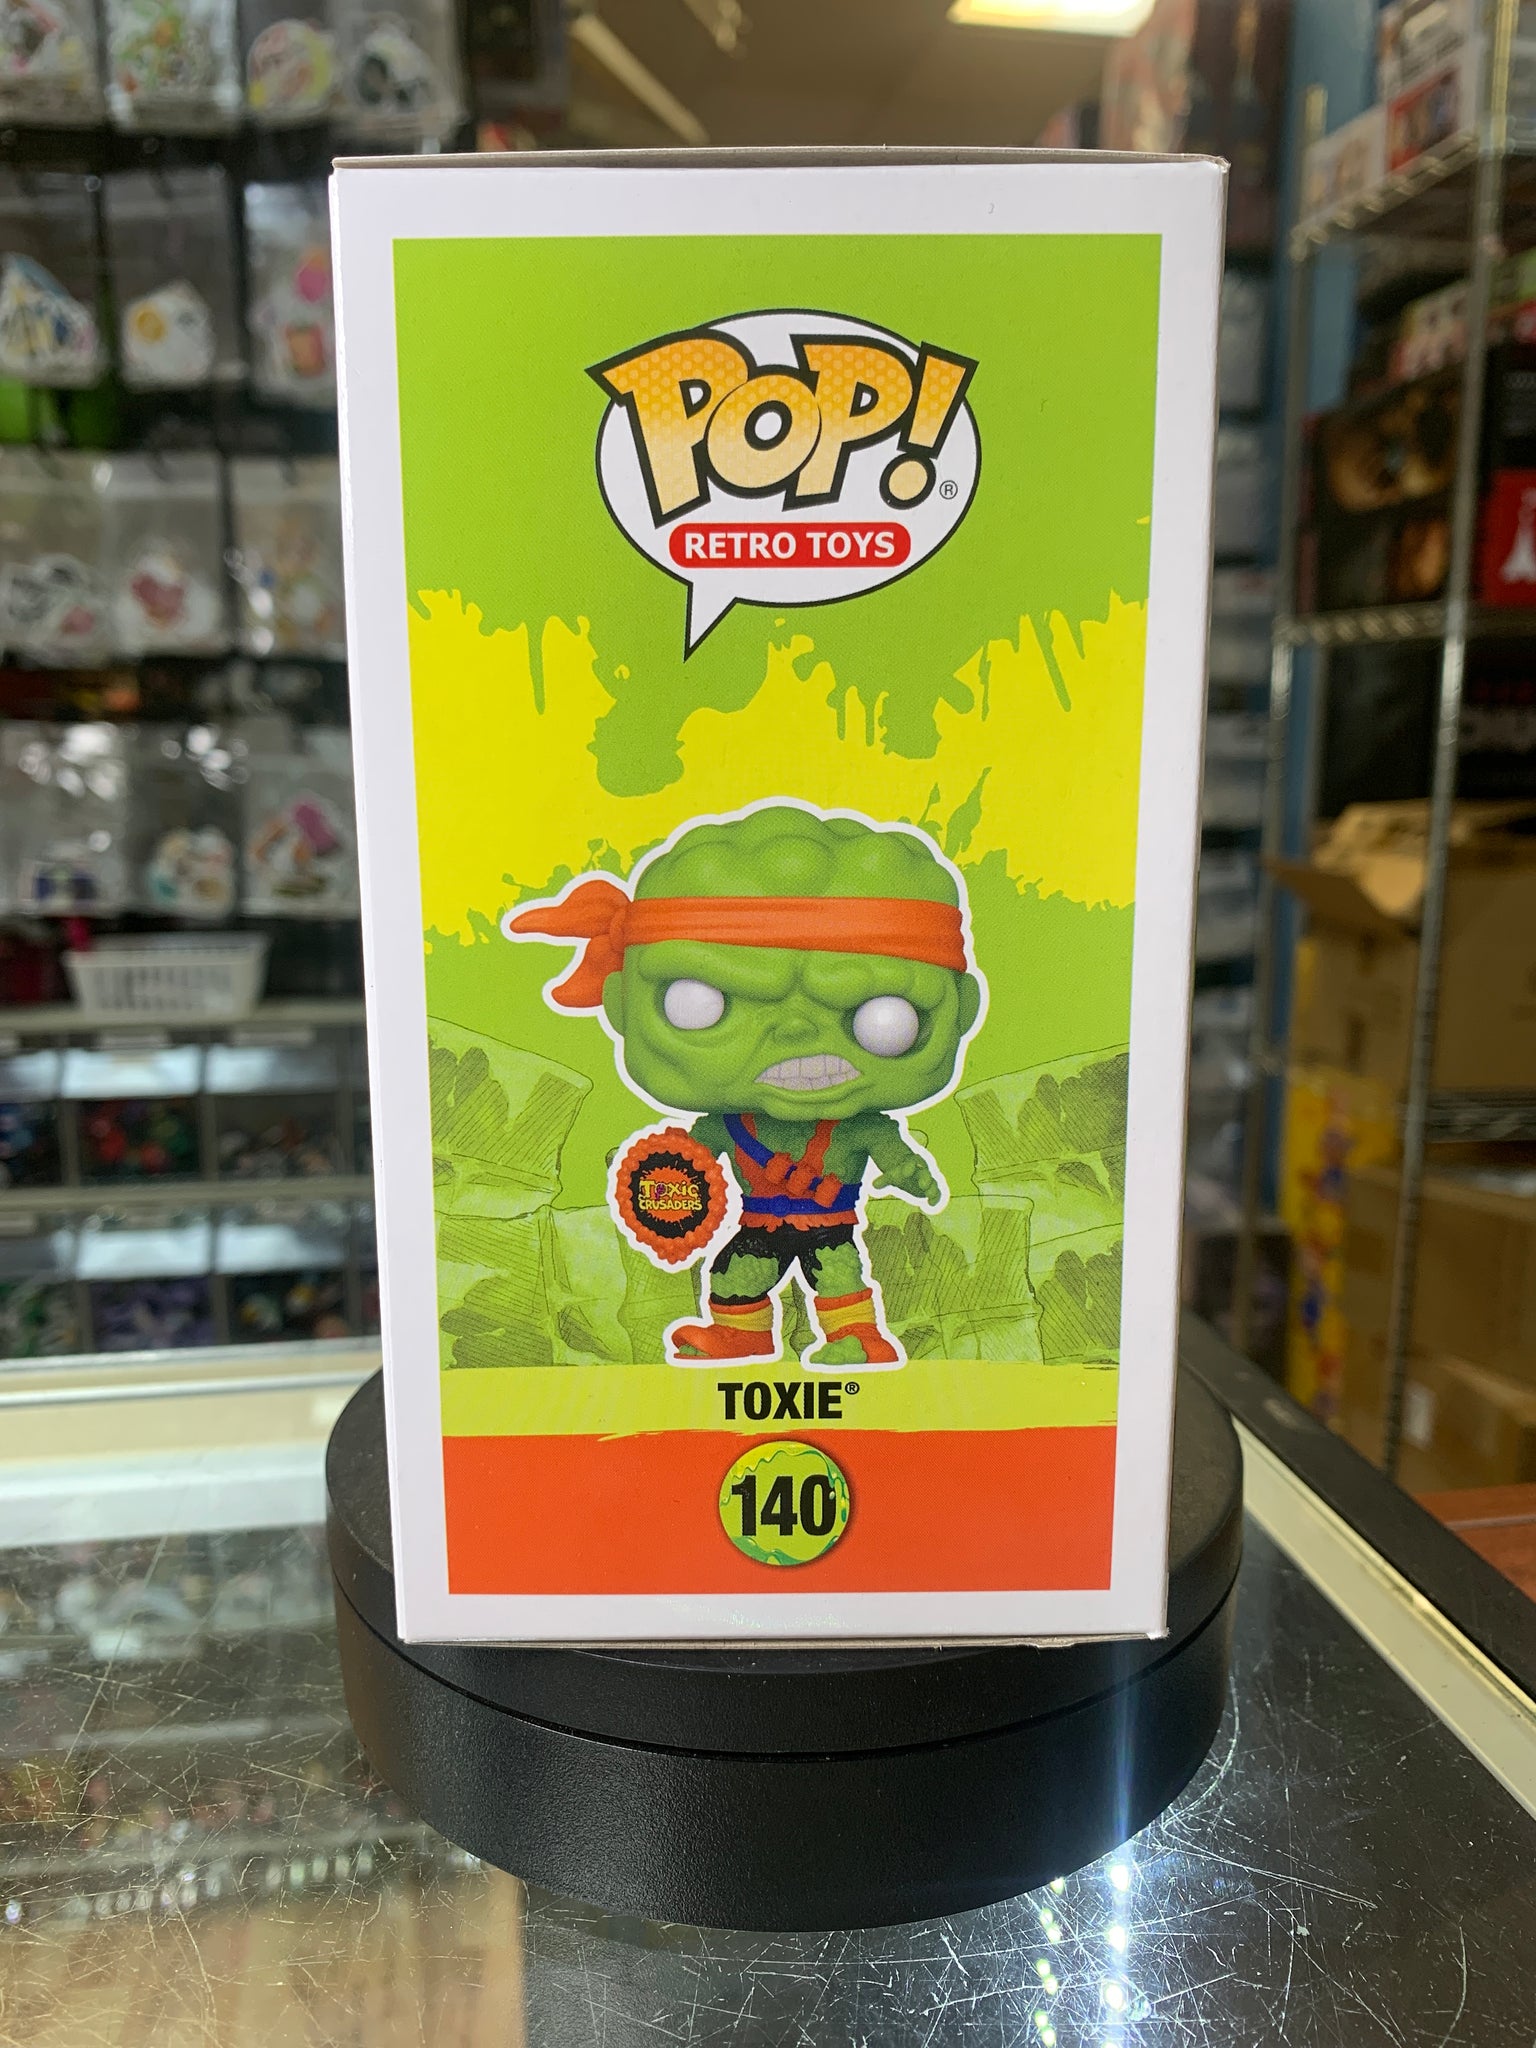 POP! ®
RETRO TOYS
TOXIC
CRUSADERS
TOXIE®
140